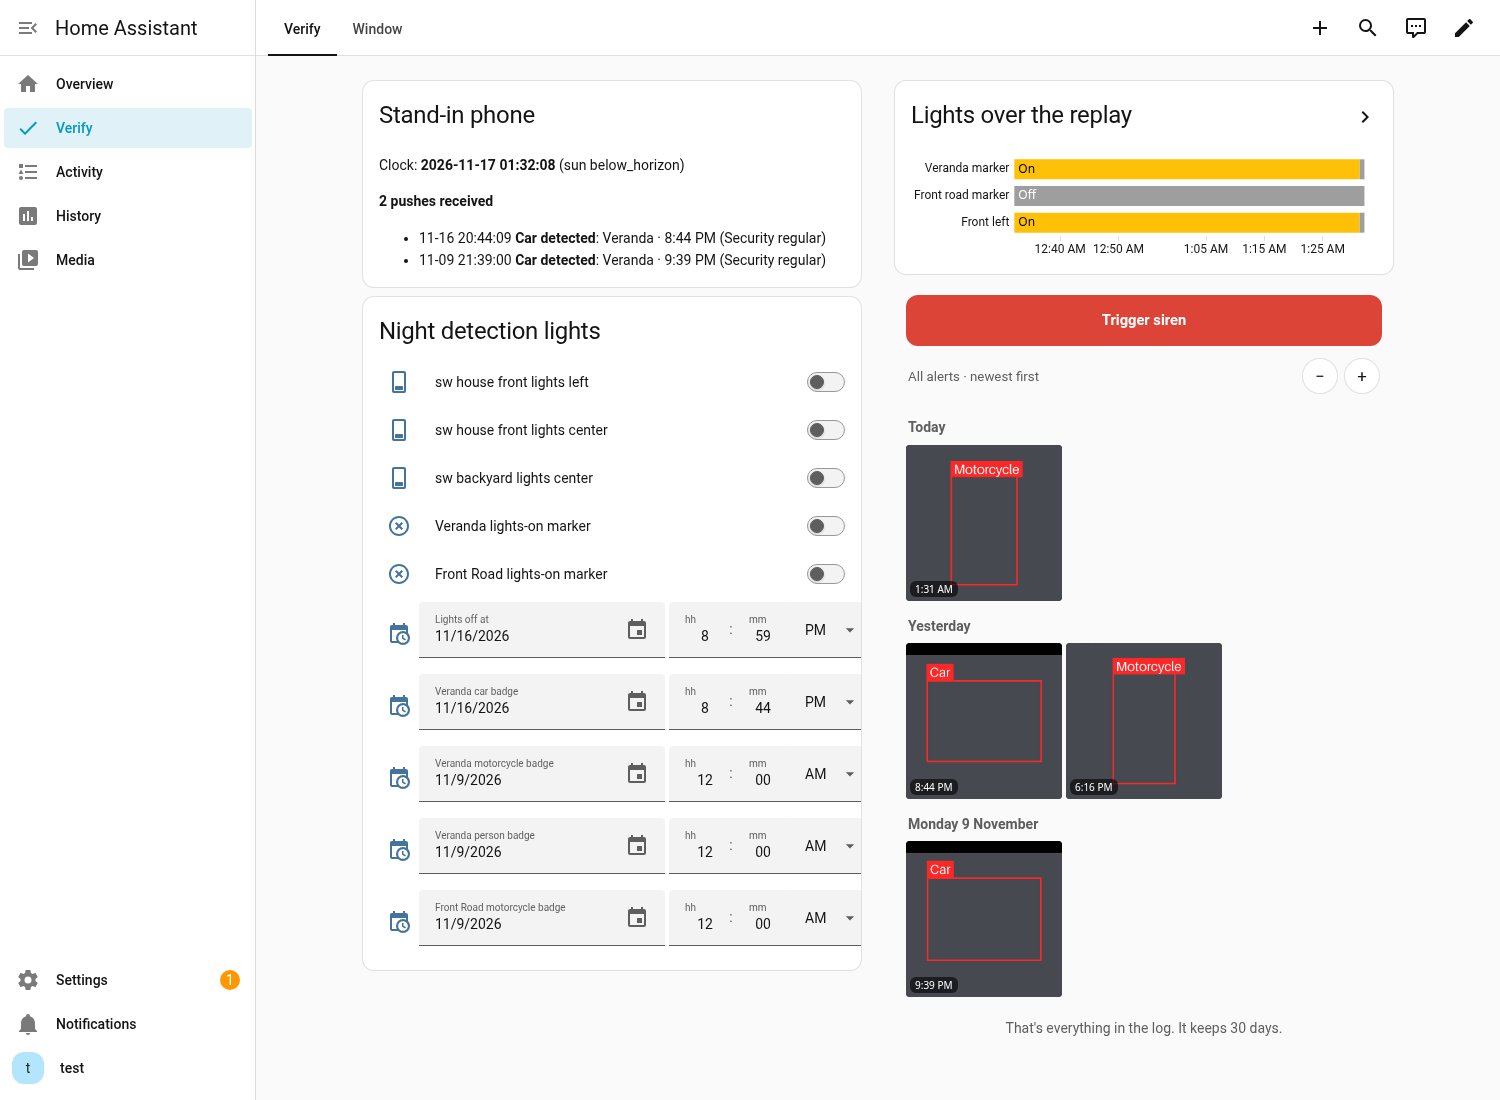 Home Assistant
Verify
Window
Overview
Verify
Activity
History
Media
Settings
1
Notifications
t
test
Stand-in phone
Clock: 2026-11-17 01:32:08 (sun below_horizon)
2 pushes received
• 11-16 20:44:09 Car detected: Veranda · 8:44 PM (Security regular)
• 11-09 21:39:00 Car detected: Veranda · 9:39 PM (Security regular)
Night detection lights
sw house front lights left
sw house front lights center
sw backyard lights center
Veranda lights-on marker
Front Road lights-on marker
Lights off at
11/16/2026
hh
mm
8 : 59 PM
Veranda car badge
11/16/2026
hh
mm
8 : 44 PM
Veranda motorcycle badge
11/9/2026
hh
mm
12 : 00 AM
Veranda person badge
11/9/2026
hh
mm
12 : 00 AM
Front Road motorcycle badge
11/9/2026
hh
mm
12 : 00 AM
Lights over the replay
Veranda marker On
Front road marker Off
Front left On
12:40 AM 12:50 AM 1:05 AM 1:15 AM 1:25 AM
Trigger siren
All alerts · newest first
− +
Today
Motorcycle
1:31 AM
Yesterday
Car
8:44 PM
Motorcycle
6:16 PM
Monday 9 November
Car
9:39 PM
That's everything in the log. It keeps 30 days.